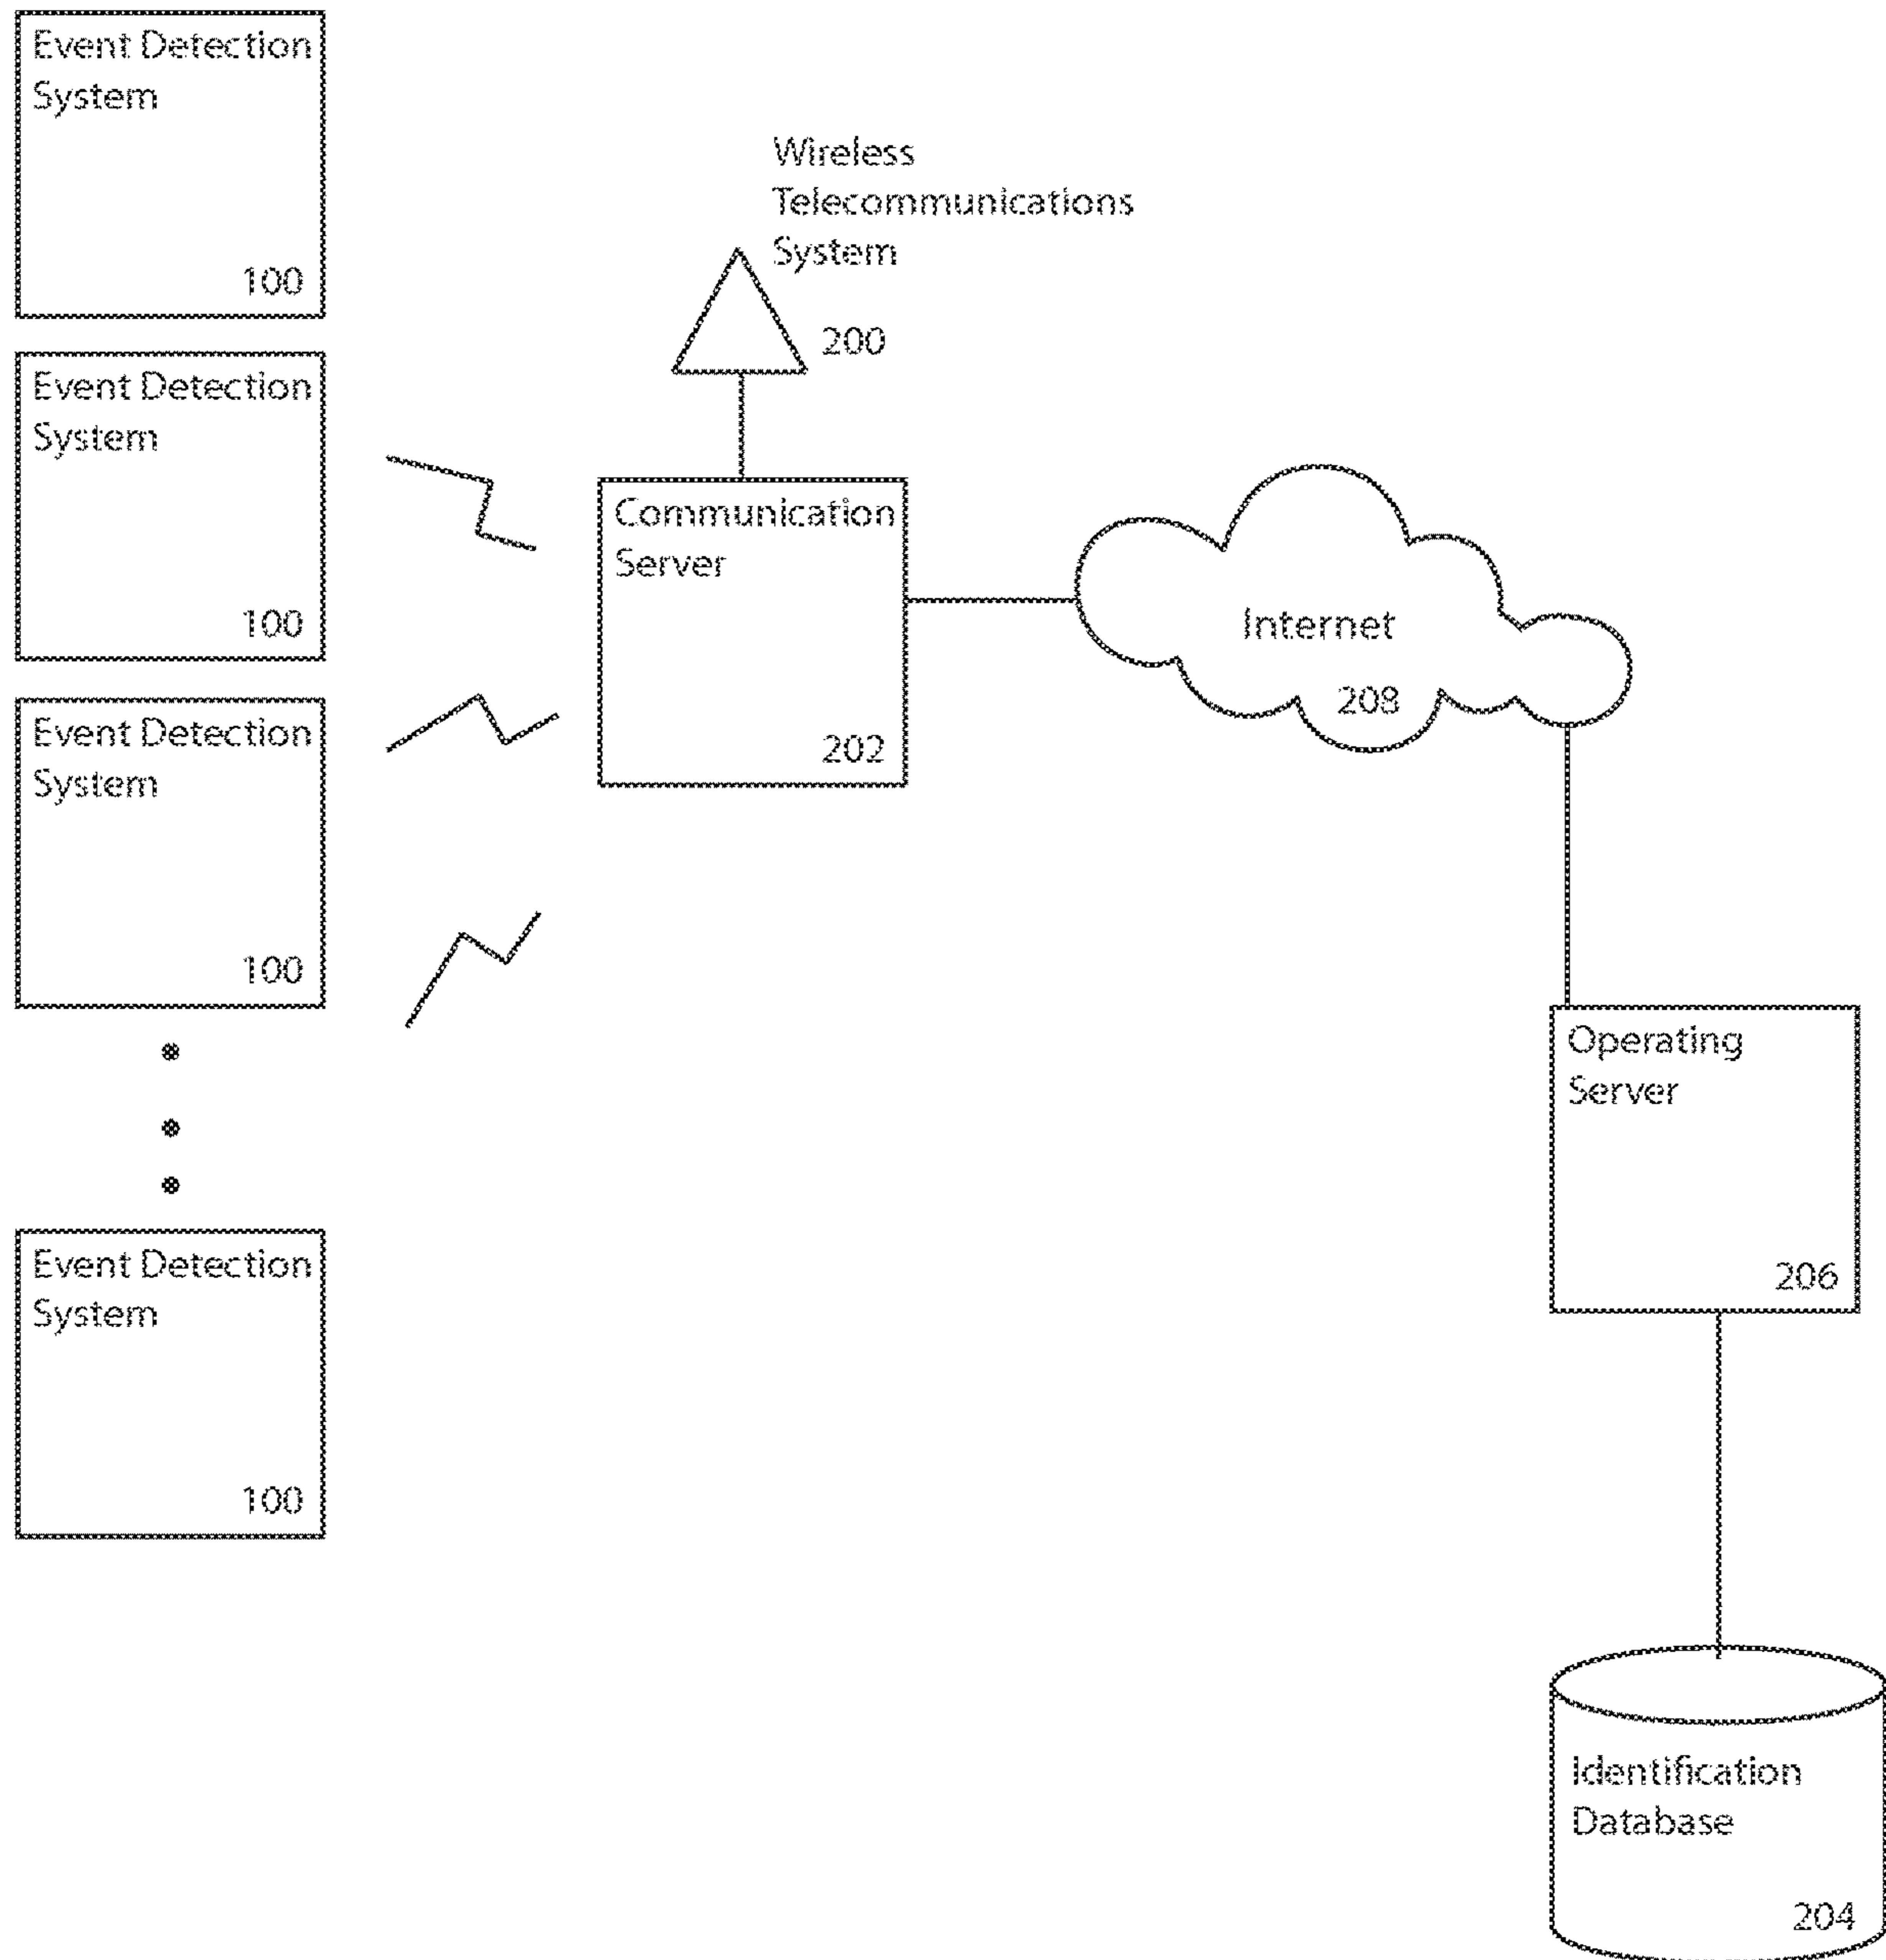 Event Detection
System
100
Event Detection
System
100
Event Detection
System
100
Event Detection
System
100
Wireless
Telecommunications
System
200
Communication
Server
202
Internet
208
Operating
Server
206
Identification
Database
204